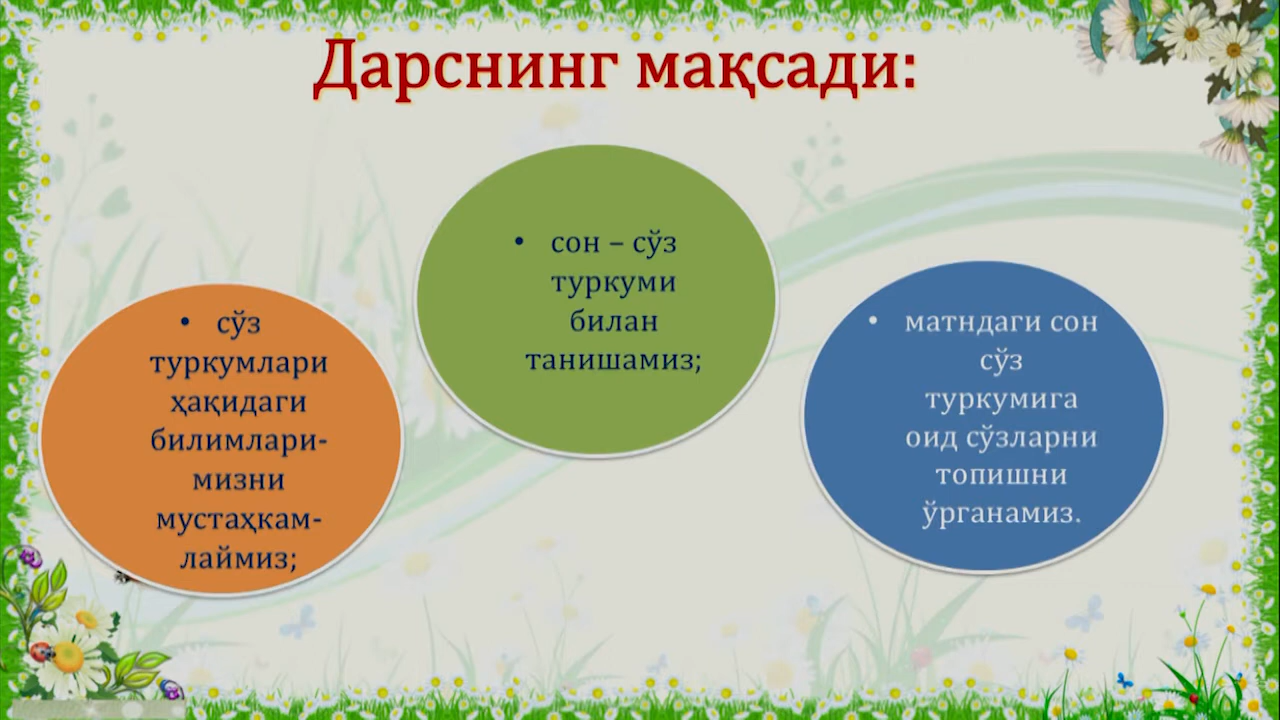 Дарснинг мақсади:
• сўз
туркумлари
ҳақидаги
билимлари-
мизни
мустаҳкам-
лаймиз;
• сон – сўз
туркуми
билан
танишамиз;
• матндаги сон
сўз
туркумига
оид сўзларни
топишни
ўрганамиз.